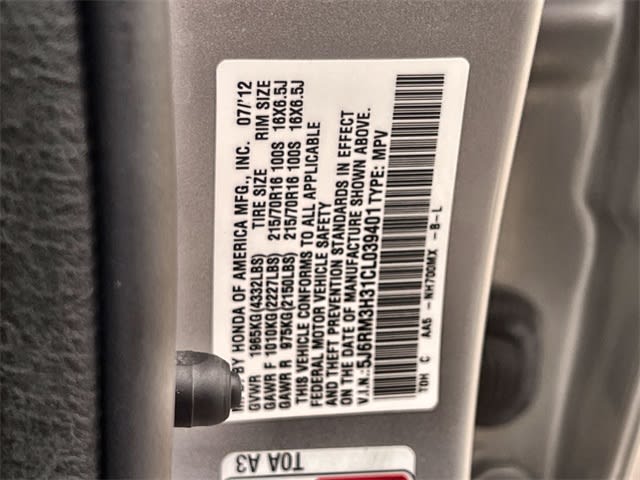 MFD. BY HONDA OF AMERICA MFG., INC. 07/'12
GVWR 1965KG(4332LBS) TIRE SIZE RIM SIZE
GAWR F 1010KG(2227LBS) 215/70R16 100S 16X6.5J
GAWR R 975KG(2150LBS) 215/70R16 100S 16X6.5J
THIS VEHICLE CONFORMS TO ALL APPLICABLE
FEDERAL MOTOR VEHICLE SAFETY
AND THEFT PREVENTION STANDARDS IN EFFECT
ON THE DATE OF MANUFACTURE SHOWN ABOVE.
V.I.N.: 5J6RM3H31CL039401 TYPE: MPV
T0H C AA5 - NH700MX - B - L
T0A A3